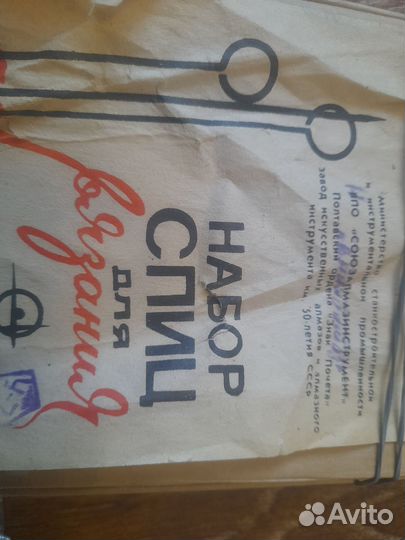 министерство станкостроительной
и инструментальной промышленности
ВПО «СОЮЗАЛМАЗИНСТРУМЕНТ»
Полтавский ордена «Знак Почета»
завод искусственных алмазов и алмазного
инструмента им. 50-летия СССР
НАБОР
СПИЦ
ДЛЯ
вязания
Avito